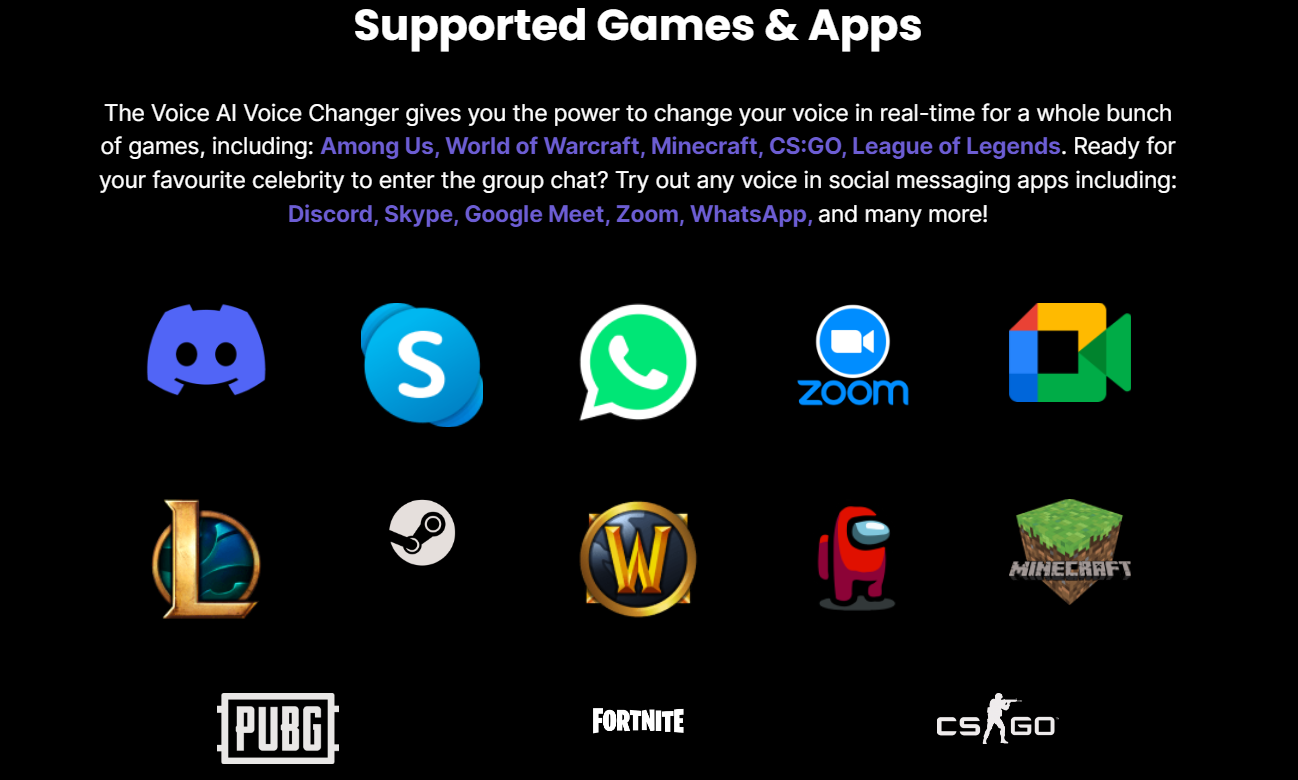 Supported Games & Apps
The Voice AI Voice Changer gives you the power to change your voice in real-time for a whole bunch
of games, including: Among Us, World of Warcraft, Minecraft, CS:GO, League of Legends. Ready for
your favourite celebrity to enter the group chat? Try out any voice in social messaging apps including:
Discord, Skype, Google Meet, Zoom, WhatsApp, and many more!
S
zoom
L
W
MINECRAFT
PUBG
FORTNITE
CS GO